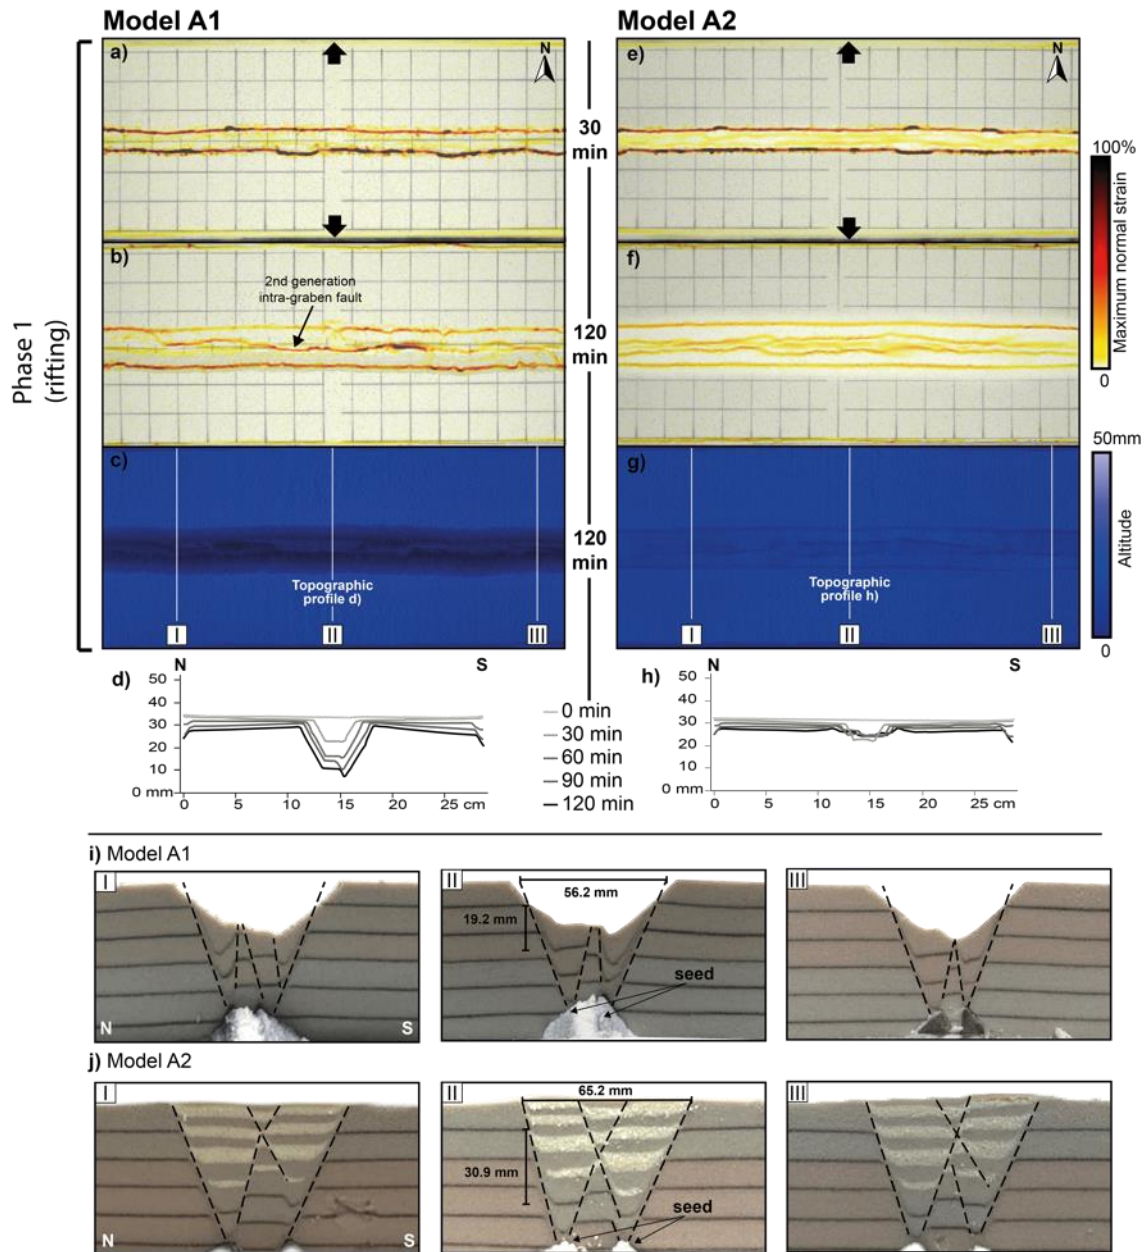 Model A1
Model A2
Phase 1
(rifting)
a)
N
30
min
e)
N
b)
2nd generation
intra-graben fault
120
min
f)
100%
Maximum normal strain
0
c)
Topographic
profile d)
I
II
III
120
min
g)
Topographic
profile h)
I
II
III
50mm
Altitude
0
d)
N
S
50
40
30
20
10
0 mm
0
5
10
15
20
25 cm
0 min
30 min
60 min
90 min
120 min
h)
N
S
50
40
30
20
10
0 mm
0
5
10
15
20
25 cm
i) Model A1
I
N
S
II
56.2 mm
19.2 mm
seed
III
j) Model A2
I
N
S
II
65.2 mm
30.9 mm
seed
III